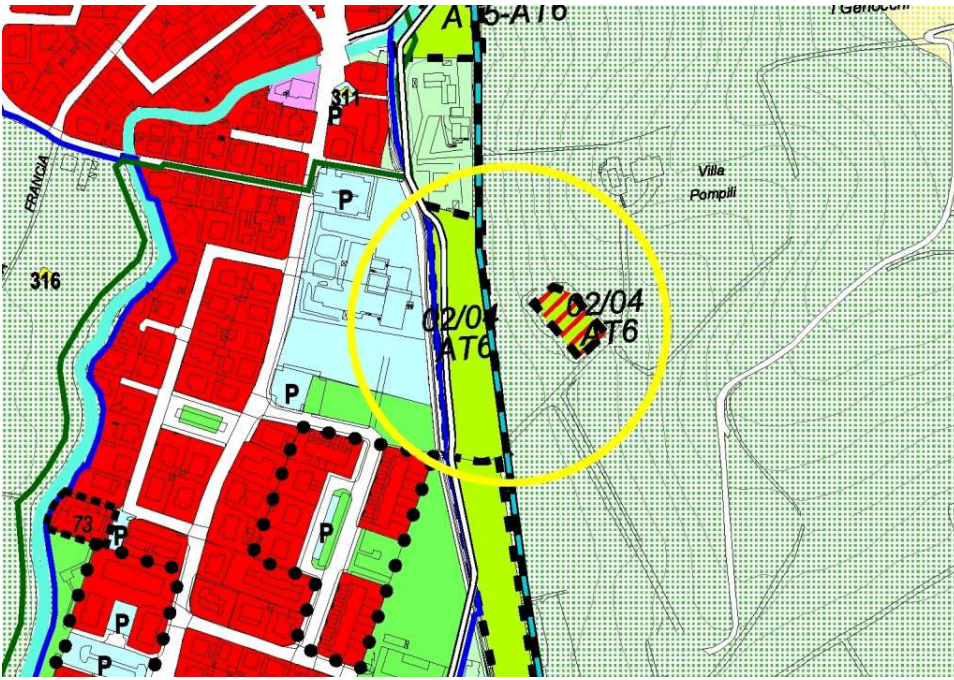 AT5-AT6
I Genocchi
311
P
FRANCIA
Villa
Pompili
P
316
02/04
AT6
02/04
AT6
P
73
P
P
P
P